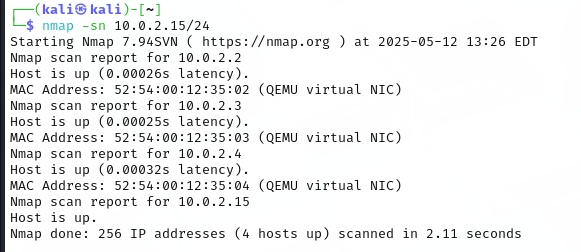 ┌──(kali㉿kali)-[~]
└─$ nmap -sn 10.0.2.15/24
Starting Nmap 7.94SVN ( https://nmap.org ) at 2025-05-12 13:26 EDT
Nmap scan report for 10.0.2.2
Host is up (0.00026s latency).
MAC Address: 52:54:00:12:35:02 (QEMU virtual NIC)
Nmap scan report for 10.0.2.3
Host is up (0.00025s latency).
MAC Address: 52:54:00:12:35:03 (QEMU virtual NIC)
Nmap scan report for 10.0.2.4
Host is up (0.00032s latency).
MAC Address: 52:54:00:12:35:04 (QEMU virtual NIC)
Nmap scan report for 10.0.2.15
Host is up.
Nmap done: 256 IP addresses (4 hosts up) scanned in 2.11 seconds